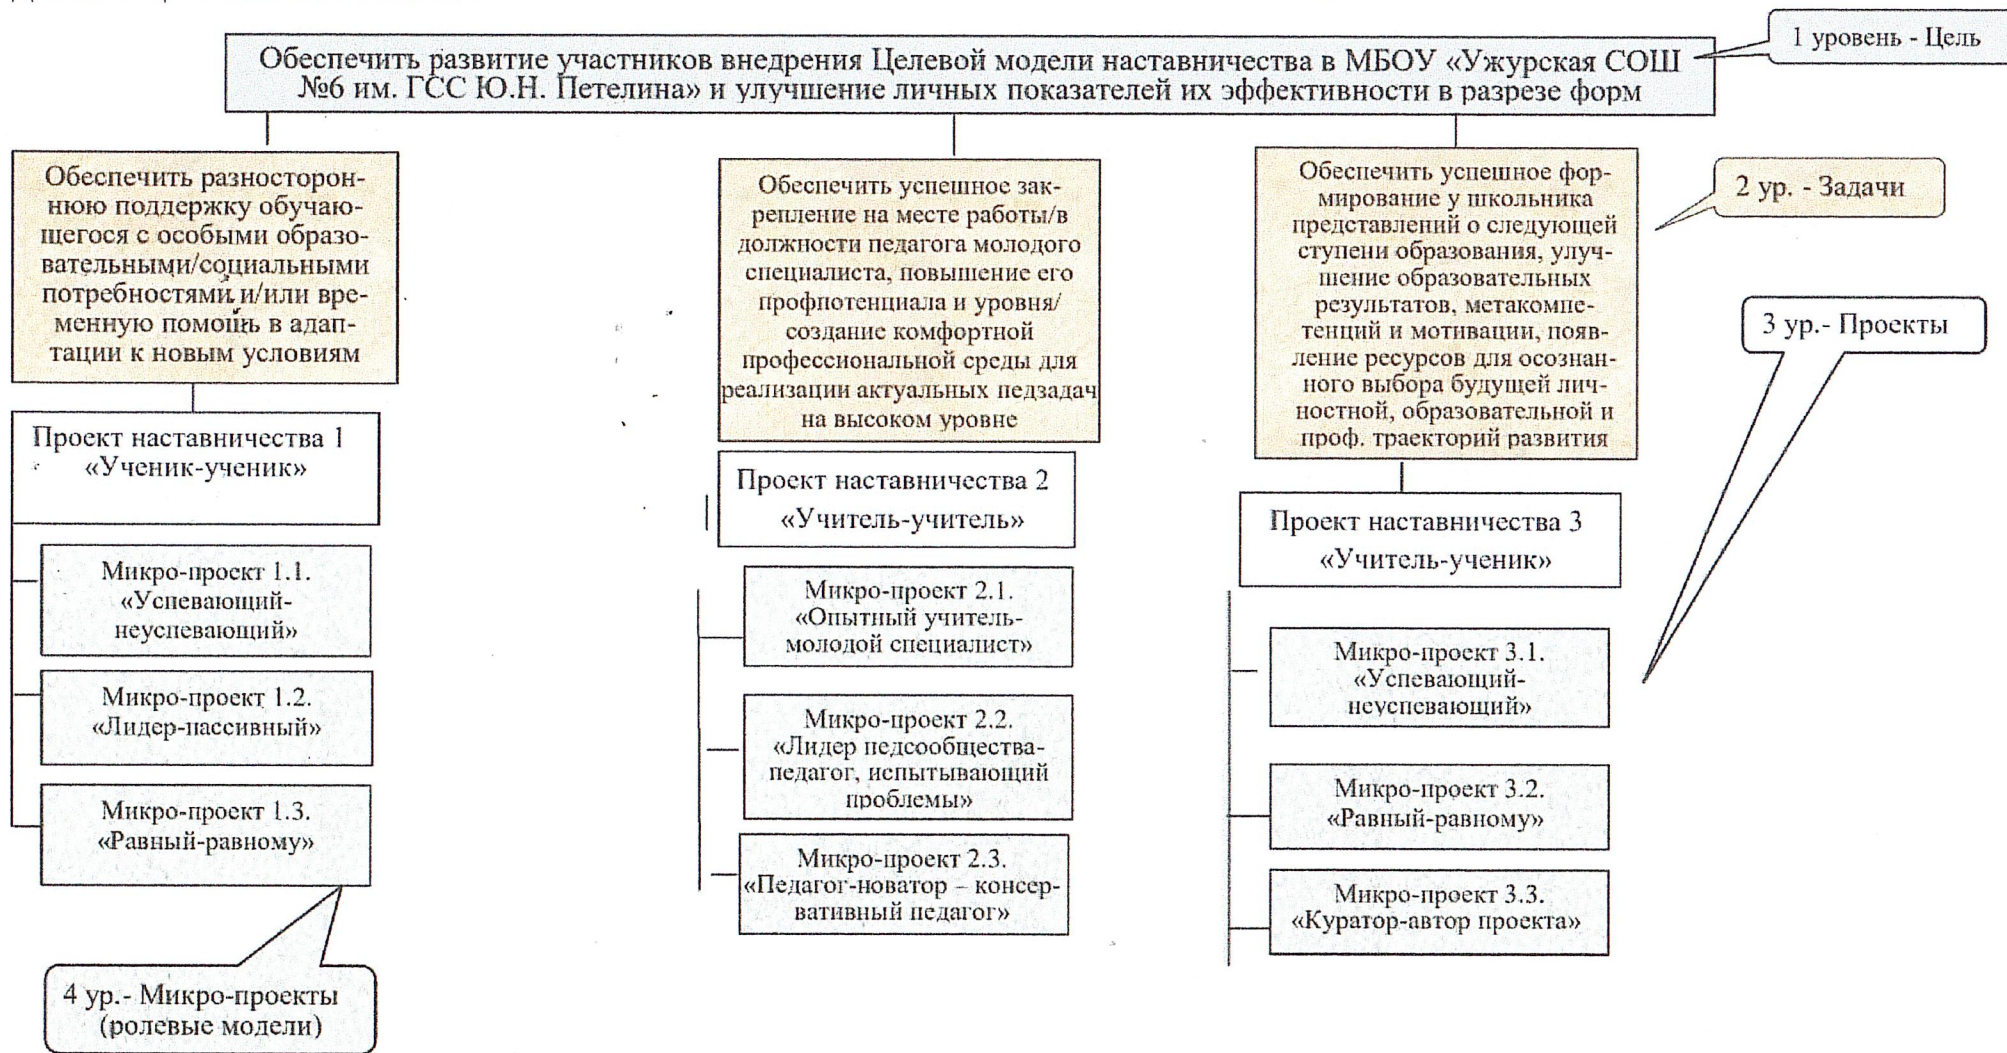 1 уровень - Цель
Обеспечить развитие участников внедрения Целевой модели наставничества в МБОУ «Ужурская СОШ
№6 им. ГСС Ю.Н. Петелина» и улучшение личных показателей их эффективности в разрезе форм
2 ур. - Задачи
Обеспечить разносторон-
нюю поддержку обучаю-
щегося с особыми образо-
вательными/социальными
потребностями и/или вре-
менную помощь в адап-
тации к новым условиям
Обеспечить успешное зак-
репление на месте работы/в
должности педагога молодого
специалиста, повышение его
профпотенциала и уровня/
создание комфортной
профессиональной среды для
реализации актуальных педзадач
на высоком уровне
Обеспечить успешное фор-
мирование у школьника
представлений о следующей
ступени образования, улуч-
шение образовательных
результатов, метакомпе-
тенций и мотивации, появ-
ление ресурсов для осознан-
ного выбора будущей лич-
ностной, образовательной и
проф. траекторий развития
3 ур.- Проекты
Проект наставничества 1
«Ученик-ученик»
Проект наставничества 2
«Учитель-учитель»
Проект наставничества 3
«Учитель-ученик»
Микро-проект 1.1.
«Успевающий-
неуспевающий»
Микро-проект 1.2.
«Лидер-пассивный»
Микро-проект 1.3.
«Равный-равному»
Микро-проект 2.1.
«Опытный учитель-
молодой специалист»
Микро-проект 2.2.
«Лидер педсообщества-
педагог, испытывающий
проблемы»
Микро-проект 2.3.
«Педагог-новатор – консер-
вативный педагог»
Микро-проект 3.1.
«Успевающий-
неуспевающий»
Микро-проект 3.2.
«Равный-равному»
Микро-проект 3.3.
«Куратор-автор проекта»
4 ур.- Микро-проекты
(ролевые модели)